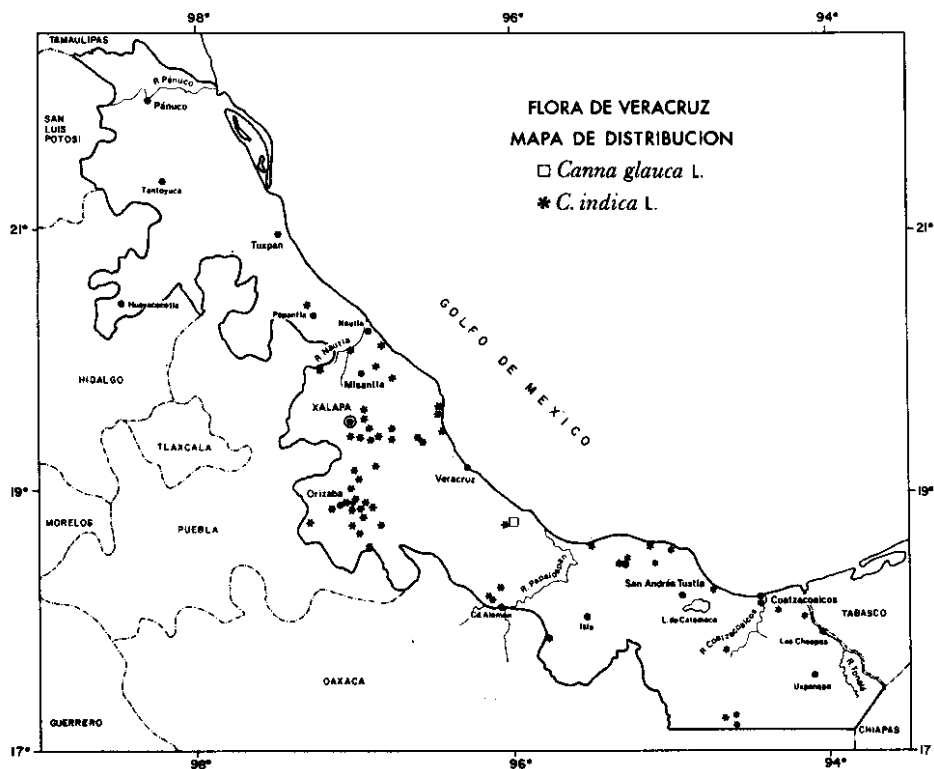 98° 96° 94°
TAMAULIPAS
R. Pánuco
Pánuco
SAN
LUIS
POTOSI
FLORA DE VERACRUZ
MAPA DE DISTRIBUCION
□ Canna glauca L.
* C. indica L.
Tantoyuca
21° 21°
Tuxpan
Huayacocotla
Papantla
Nautla
GOLFO DE MEXICO
R. Nautla
HIDALGO
Misantla
XALAPA
TLAXCALA
Veracruz
19° 19°
Orizaba
MORELOS
PUEBLA
R. Papaloapan
San Andrés Tuxtla
Coatzacoalcos
TABASCO
L. de Catemaco
Cd. Alemán
Isla
R. Coatzacoalcos
Las Choapas
R. Tonalá
Uxpanapa
OAXACA
GUERRERO
CHIAPAS
17° 17°
98° 96° 94°